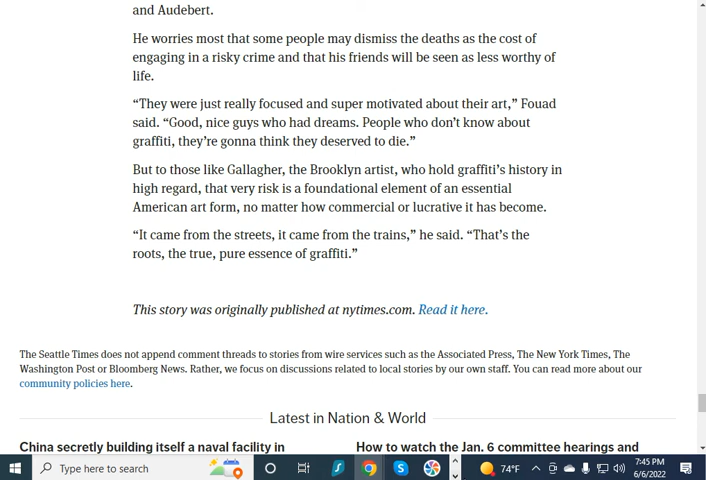 and Audebert.
He worries most that some people may dismiss the deaths as the cost of
engaging in a risky crime and that his friends will be seen as less worthy of
life.
“They were just really focused and super motivated about their art,” Fouad
said. “Good, nice guys who had dreams. People who don’t know about
graffiti, they’re gonna think they deserved to die.”
But to those like Gallagher, the Brooklyn artist, who hold graffiti’s history in
high regard, that very risk is a foundational element of an essential
American art form, no matter how commercial or lucrative it has become.
“It came from the streets, it came from the trains,” he said. “That’s the
roots, the true, pure essence of graffiti.”
This story was originally published at nytimes.com. Read it here.
The Seattle Times does not append comment threads to stories from wire services such as the Associated Press, The New York Times, The
Washington Post or Bloomberg News. Rather, we focus on discussions related to local stories by our own staff. You can read more about our
community policies here.
Latest in Nation & World
China secretly building itself a naval facility in
How to watch the Jan. 6 committee hearings and
Type here to search
74°F
7:45 PM
6/6/2022